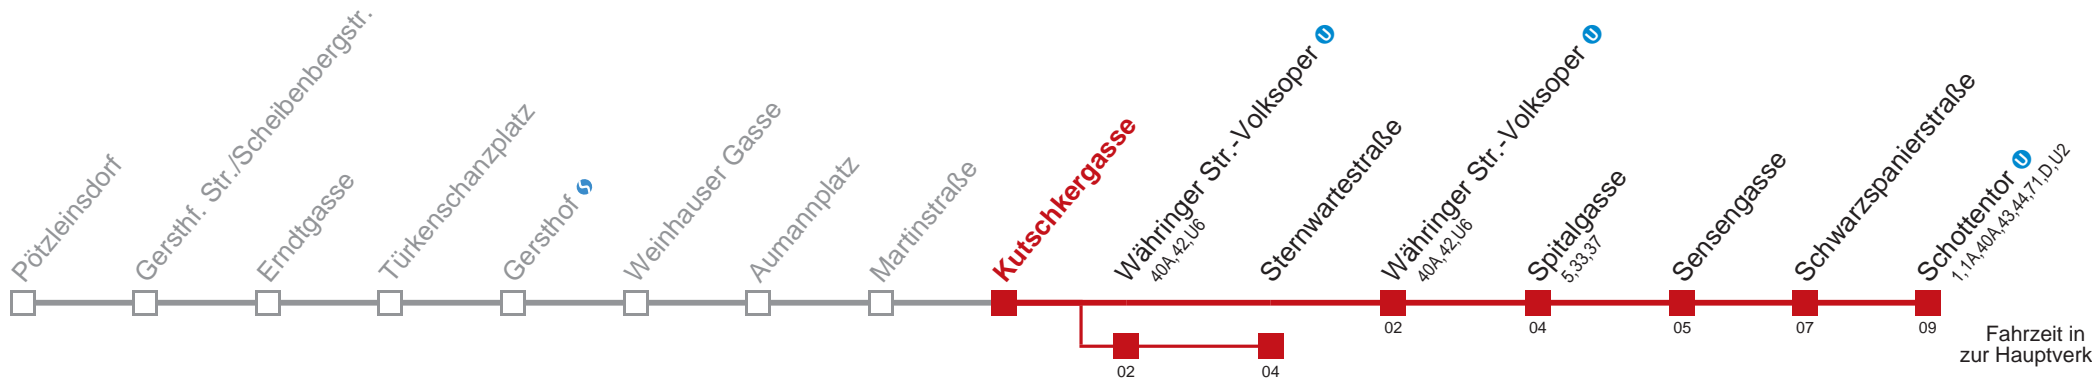 Pötzleinsdorf
Gersthf. Str./Scheibenbergstr.
Erndtgasse
Türkenschanzplatz
Gersthof S
Weinhauser Gasse
Aumannplatz
Martinstraße
Kutschkergasse
Währinger Str.-Volksoper U
40A,42,U6
Sternwartestraße
Währinger Str.-Volksoper U
40A,42,U6
Spitalgasse
5,33,37
Sensengasse
Schwarzspanierstraße
Schottentor U
1,1A,40A,43,44,71,D,U2
02
04
05
07
09
02
04
Fahrzeit in
zur Hauptverk